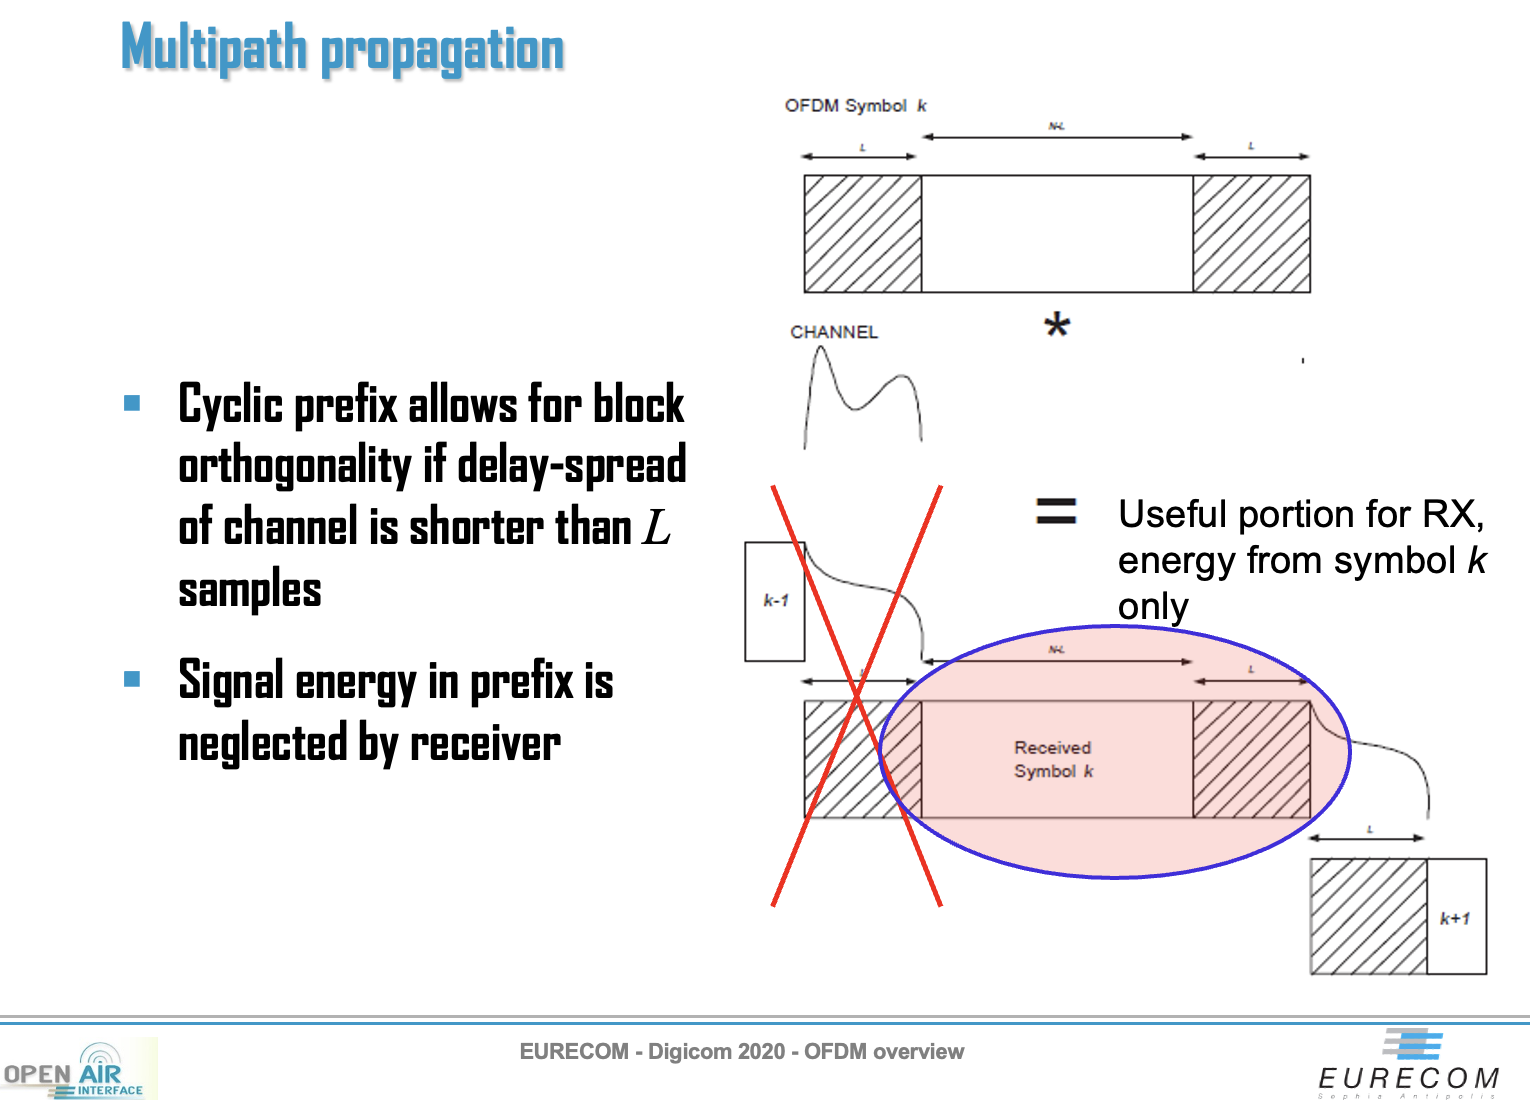 Multipath propagation
OFDM Symbol k
N-L
L
L
CHANNEL
*
Cyclic prefix allows for block
orthogonality if delay-spread
of channel is shorter than L
samples
Signal energy in prefix is
neglected by receiver
=
Useful portion for RX,
energy from symbol k
only
k-1
N-L
L
L
Received
Symbol k
L
k+1
EURECOM - Digicom 2020 - OFDM overview
OPEN AIR
INTERFACE
EURECOM
Sophia Antipolis